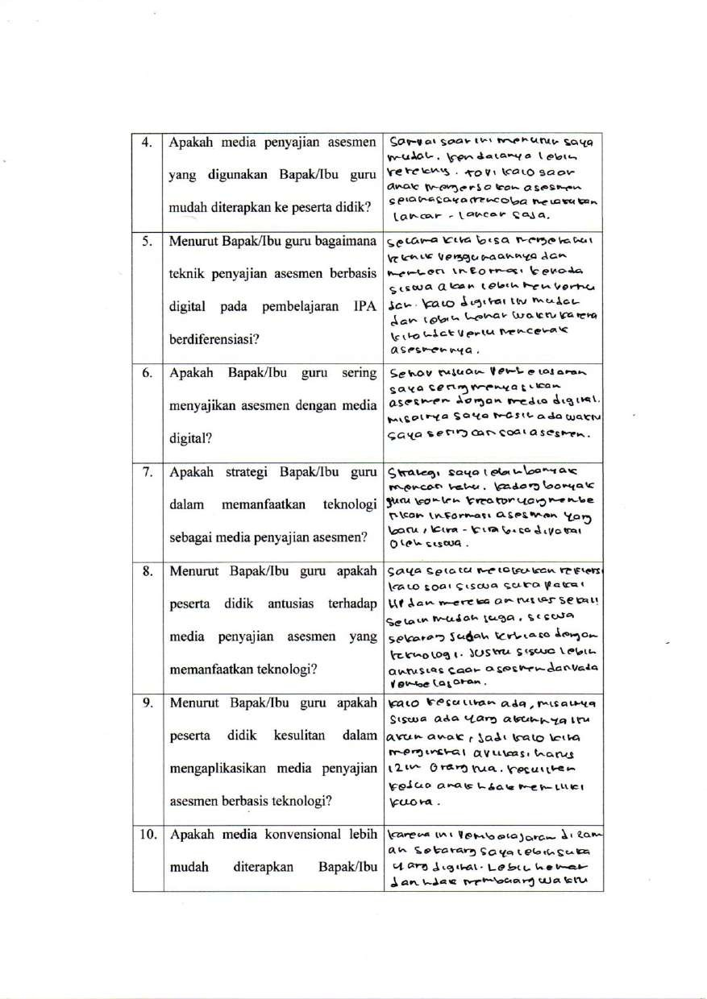 4.
Apakah media penyajian asesmen
yang digunakan Bapak/Ibu guru
mudah diterapkan ke peserta didik?
Sampai saat ini menurut saya
mudah. Kendalanya lebih
keteknis. Tapi kalo saat
anak mengerjakan asesmen
selama saya mencoba melakukan
lancar - lancar saja.
5.
Menurut Bapak/Ibu guru bagaimana
teknik penyajian asesmen berbasis
digital pada pembelajaran IPA
berdiferensiasi?
Selama kita bisa mengetahui
teknik penggunaannya dan
memberi informasi kepada
siswa akan lebih
kalo digital itu mudah
dan lebih hemat waktu karena
kita tidak perlu mencetak
asesmennya.
6.
Apakah Bapak/Ibu guru sering
menyajikan asesmen dengan media
digital?
Setiap tujuan pembelajaran
saya sering menyajikan
asesmen dengan media digital.
misalnya saya masih ada waktu
saya sering cari soal asesmen.
7.
Apakah strategi Bapak/Ibu guru
dalam memanfaatkan teknologi
sebagai media penyajian asesmen?
Strategi saya lebih banyak
mencari tahu. Kadang banyak
guru konten kreator yang membe
rikan informasi asesmen yang
baru, kira - kira bisa dipakai
oleh siswa.
8.
Menurut Bapak/Ibu guru apakah
peserta didik antusias terhadap
media penyajian asesmen yang
memanfaatkan teknologi?
Saya selalu melakukan refleksi
kalo soal siswa suka pakai
dan mereka antusias sekali
selain mudah juga, siswa
sekarang sudah terbiasa dengan
teknologi. Justru siswa lebih
antusias saat asesmen daripada
pembelajaran.
9.
Menurut Bapak/Ibu guru apakah
peserta didik kesulitan dalam
mengaplikasikan media penyajian
asesmen berbasis teknologi?
kalo kesulitan ada, misalnya
siswa ada yang akunnya itu
akun anak, jadi kalo kita
menginstal aplikasi harus
izin orang tua. Kesulitan
kedua anak tidak memiliki
kuota.
10.
Apakah media konvensional lebih
mudah diterapkan Bapak/Ibu
karena ini pembelajaran di zam
an sekarang saya lebih suka
yang digital. Lebih hemat
dan tidak membuang waktu